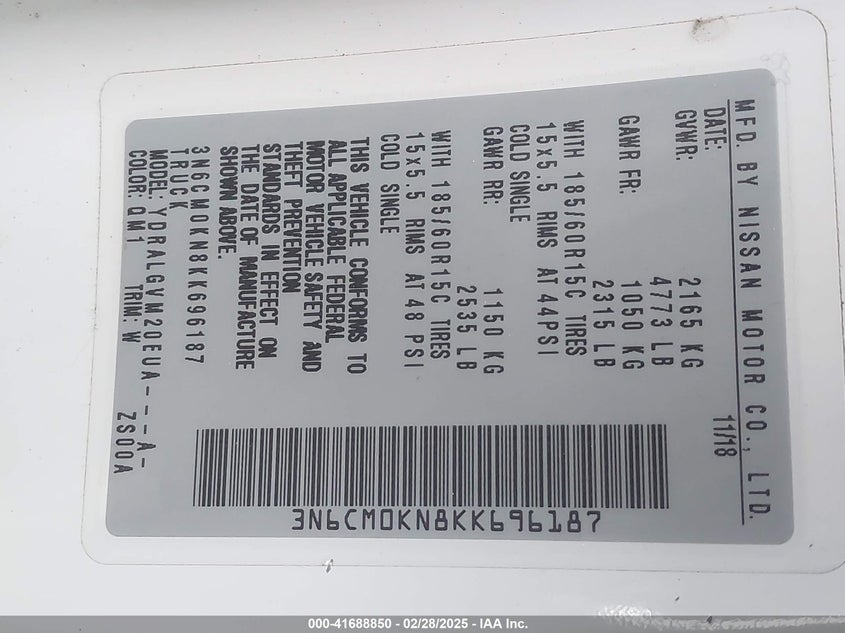 MFD. BY NISSAN MOTOR CO., LTD.
DATE: 11/18
GVWR: 2165 KG
4773 LB
GAWR FR: 1050 KG
2315 LB
WITH 185/60R15C TIRES
15x5.5 RIMS AT 44PSI
COLD SINGLE
GAWR RR: 1150 KG
2535 LB
WITH 185/60R15C TIRES
15x5.5 RIMS AT 48 PSI
COLD SINGLE
THIS VEHICLE CONFORMS TO
ALL APPLICABLE FEDERAL
MOTOR VEHICLE SAFETY AND
THEFT PREVENTION
STANDARDS IN EFFECT ON
THE DATE OF MANUFACTURE
SHOWN ABOVE.
3N6CM0KN8KK696187
TRUCK
MODEL: YDRALGYM20EUA---A-
COLOR: QM1 TRIM: W ZS00A
3N6CM0KN8KK696187
000-41688850 - 02/28/2025 - IAA Inc.